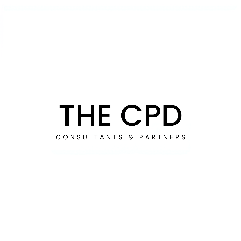 THE CPD
CONSULTANTS & PARTNERS